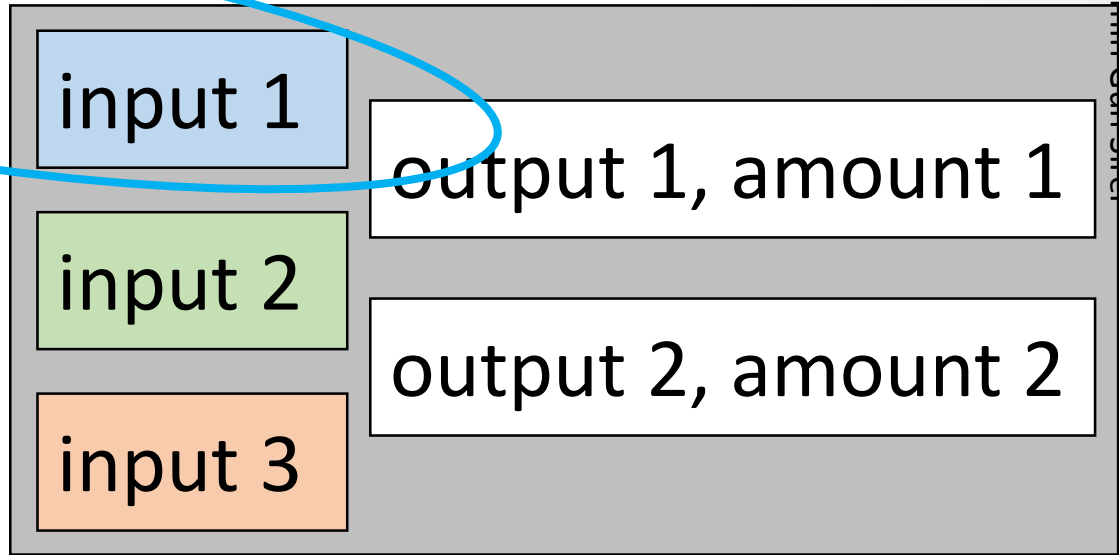 input 1
output 1, amount 1
input 2
output 2, amount 2
input 3